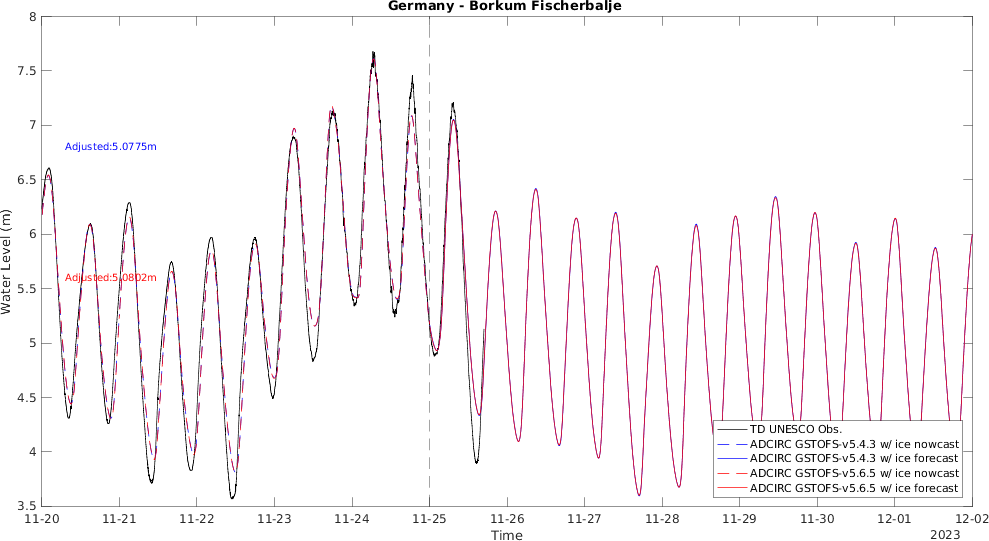 Germany - Borkum Fischerbalje
8
7.5
7
6.5
6
5.5
5
4.5
4
3.5
Water Level (m)
Adjusted:5.0775m
Adjusted:5.0802m
TD UNESCO Obs.
ADCIRC GSTOFS-v5.4.3 w/ ice nowcast
ADCIRC GSTOFS-v5.4.3 w/ ice forecast
ADCIRC GSTOFS-v5.6.5 w/ ice nowcast
ADCIRC GSTOFS-v5.6.5 w/ ice forecast
11-20 11-21 11-22 11-23 11-24 11-25 11-26 11-27 11-28 11-29 11-30 12-01 12-02
Time
2023